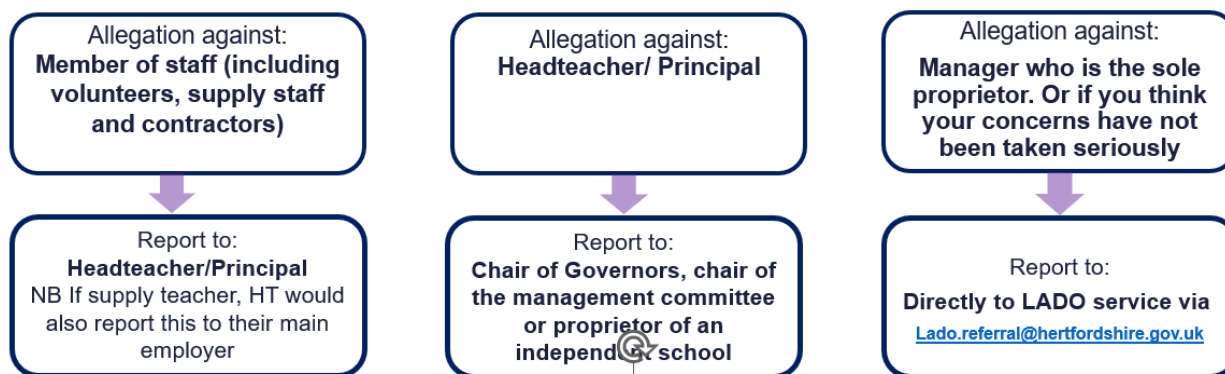 Allegation against:
Member of staff (including
volunteers, supply staff
and contractors)
Report to:
Headteacher/Principal
NB If supply teacher, HT would
also report this to their main
employer
Allegation against:
Headteacher/ Principal
Report to:
Chair of Governors, chair of
the management committee
or proprietor of an
independent school
Allegation against:
Manager who is the sole
proprietor. Or if you think
your concerns have not
been taken seriously
Report to:
Directly to LADO service via
Lado.referral@hertfordshire.gov.uk